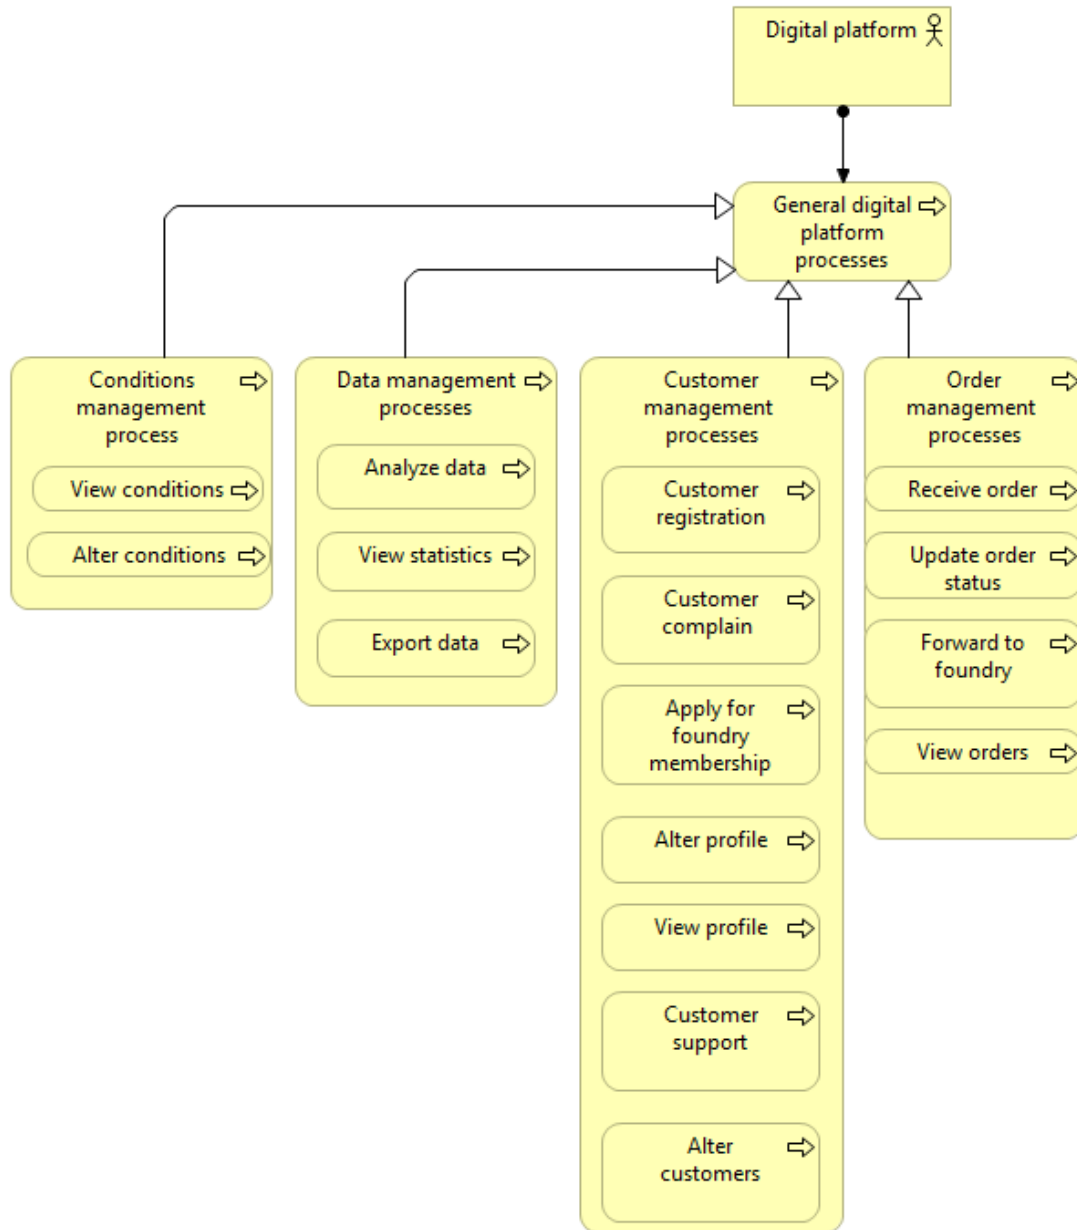 Digital platform
General digital
platform
processes
Conditions
management
process
View conditions
Alter conditions
Data management
processes
Analyze data
View statistics
Export data
Customer
management
processes
Customer
registration
Customer
complain
Apply for
foundry
membership
Alter profile
View profile
Customer
support
Alter
customers
Order
management
processes
Receive order
Update order
status
Forward to
foundry
View orders